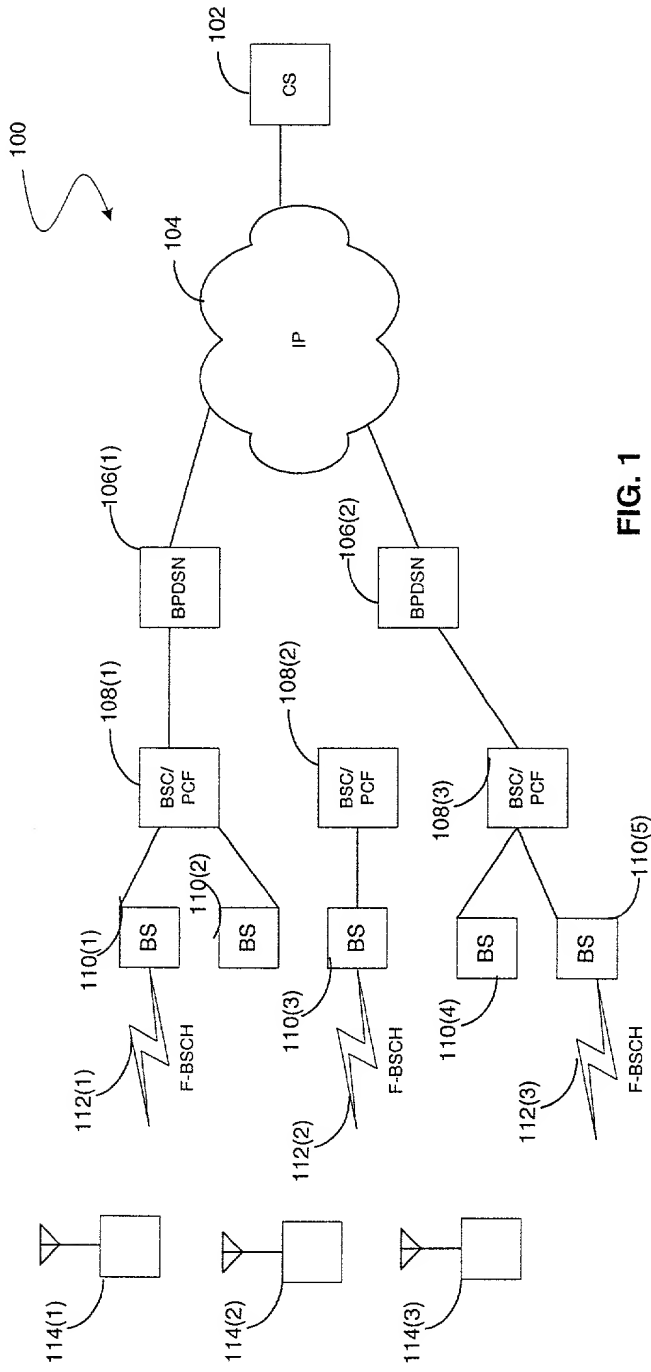 100
102
CS
104
IP
106(1)
BPDSN
106(2)
BPDSN
108(1)
BSC/
PCF
108(2)
BSC/
PCF
108(3)
BSC/
PCF
110(1)
BS
110(2)
BS
110(3)
BS
110(4)
BS
110(5)
BS
112(1)
F-BSCH
112(2)
F-BSCH
112(3)
F-BSCH
114(1)
114(2)
114(3)
FIG. 1